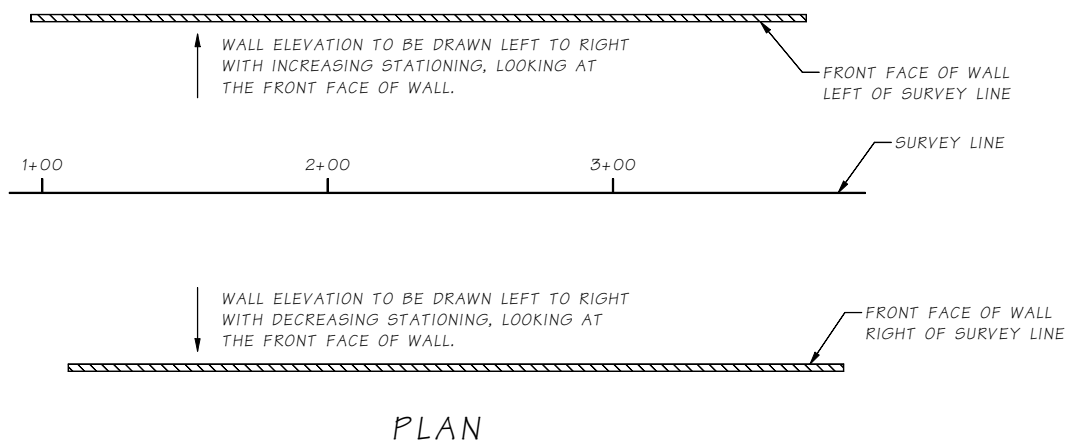 WALL ELEVATION TO BE DRAWN LEFT TO RIGHT
WITH INCREASING STATIONING, LOOKING AT
THE FRONT FACE OF WALL.
FRONT FACE OF WALL
LEFT OF SURVEY LINE
SURVEY LINE
1+00
2+00
3+00
WALL ELEVATION TO BE DRAWN LEFT TO RIGHT
WITH DECREASING STATIONING, LOOKING AT
THE FRONT FACE OF WALL.
FRONT FACE OF WALL
RIGHT OF SURVEY LINE
PLAN